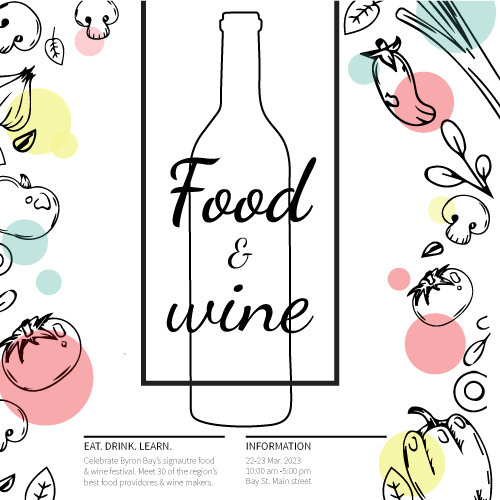 Food
&
wine
EAT. DRINK. LEARN.
Celebrate Byron Bay's signautre food
& wine festival. Meet 30 of the region's
best food providores & wine makers.
INFORMATION
22-23 Mar. 2023
10:00 am •5:00 pm
Bay St. Main street